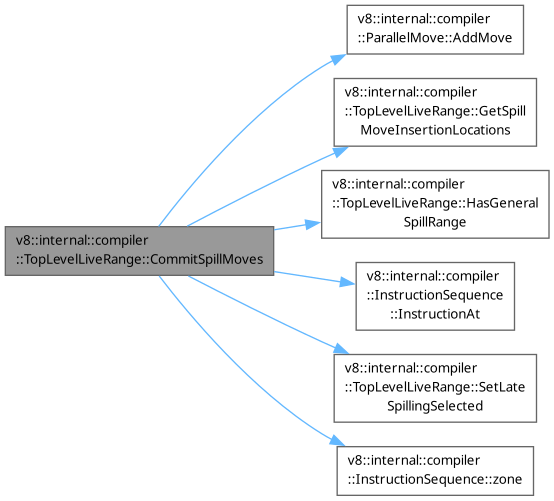 v8::internal::compiler
::ParallelMove::AddMove
v8::internal::compiler
::TopLevelLiveRange::GetSpill
MoveInsertionLocations
v8::internal::compiler
::TopLevelLiveRange::HasGeneral
SpillRange
v8::internal::compiler
::TopLevelLiveRange::CommitSpillMoves
v8::internal::compiler
::InstructionSequence
::InstructionAt
v8::internal::compiler
::TopLevelLiveRange::SetLate
SpillingSelected
v8::internal::compiler
::InstructionSequence::zone